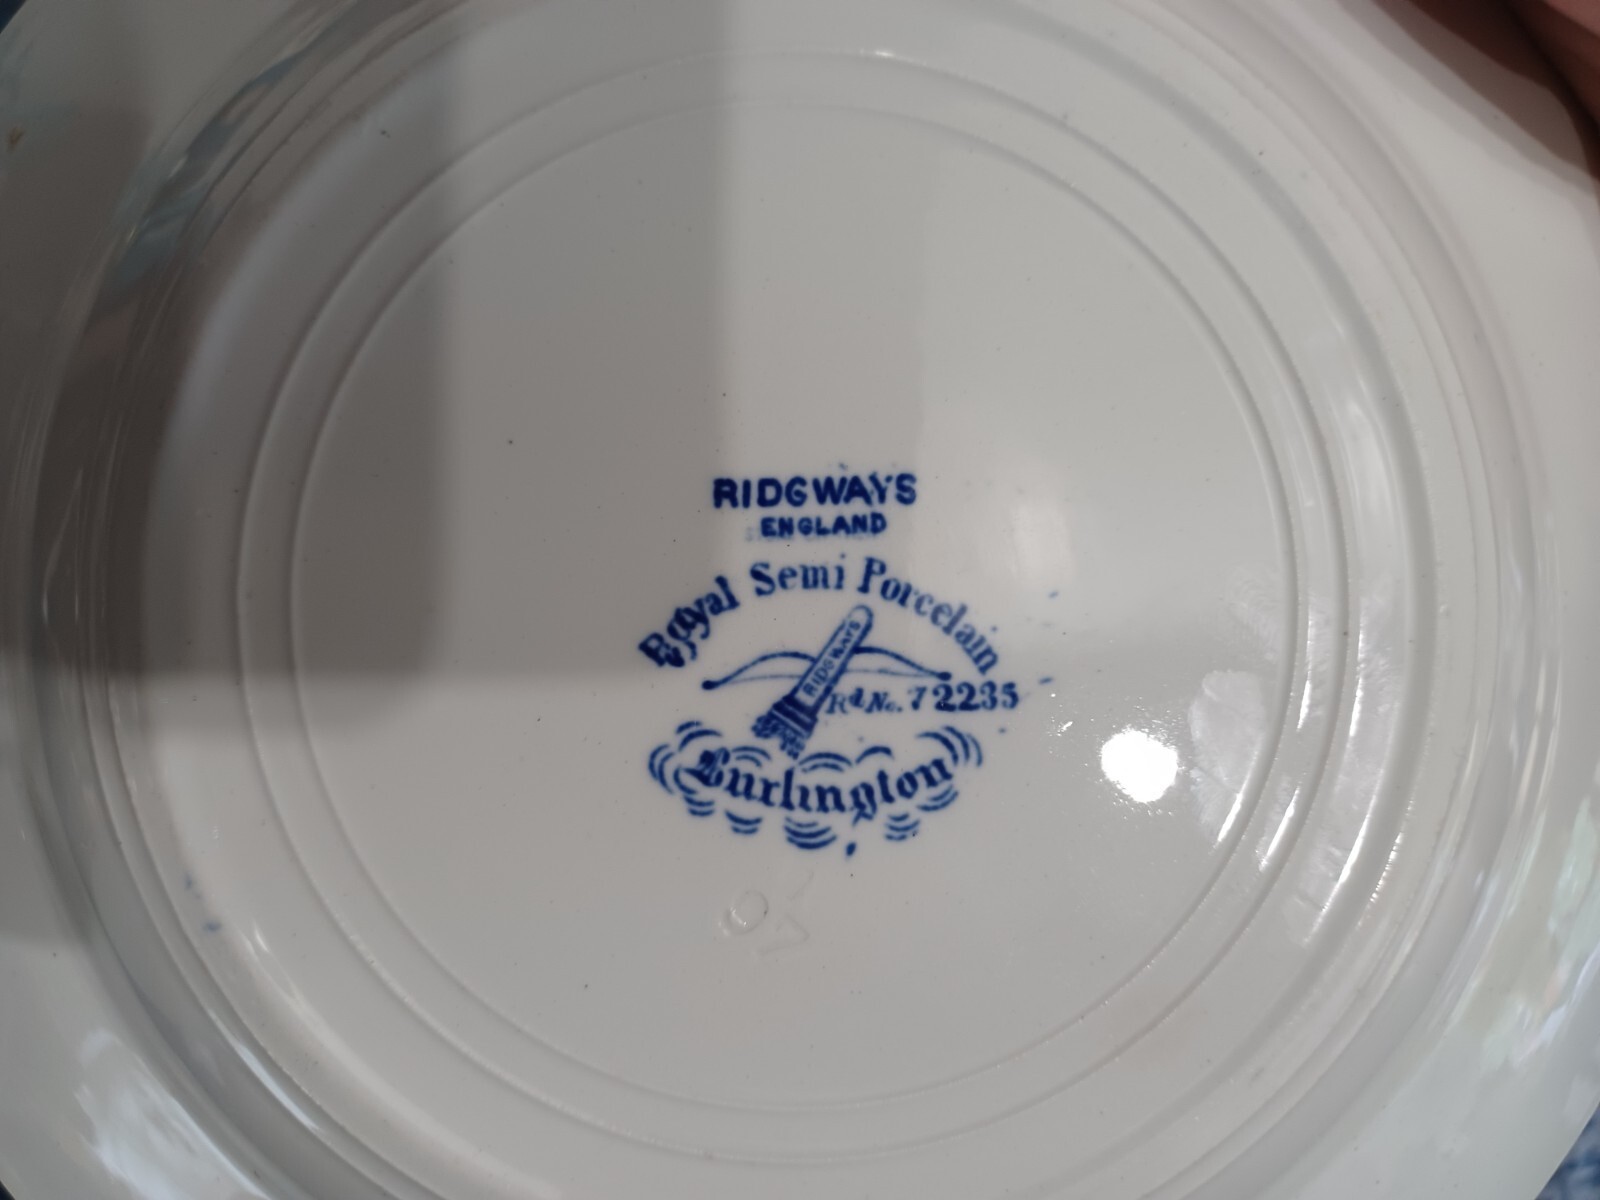 RIDGWAYS
ENGLAND
Royal Semi Porcelain
RIDGWAYS
Rd No. 72235
Burlington